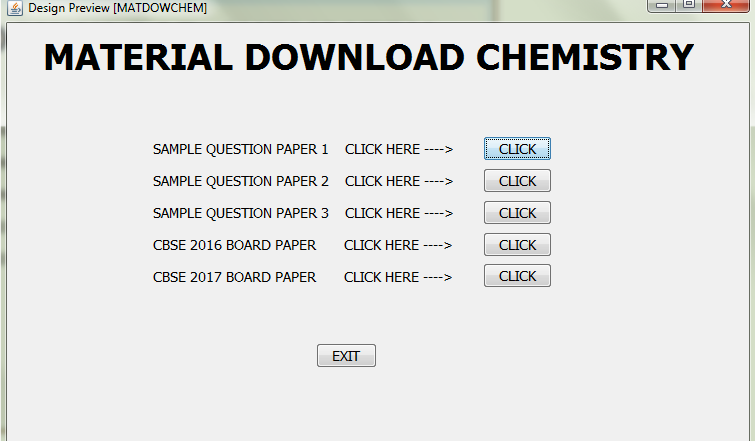 Design Preview [MATDOWCHEM]
MATERIAL DOWNLOAD CHEMISTRY
SAMPLE QUESTION PAPER 1 CLICK HERE ----> CLICK
SAMPLE QUESTION PAPER 2 CLICK HERE ----> CLICK
SAMPLE QUESTION PAPER 3 CLICK HERE ----> CLICK
CBSE 2016 BOARD PAPER CLICK HERE ----> CLICK
CBSE 2017 BOARD PAPER CLICK HERE ----> CLICK
EXIT